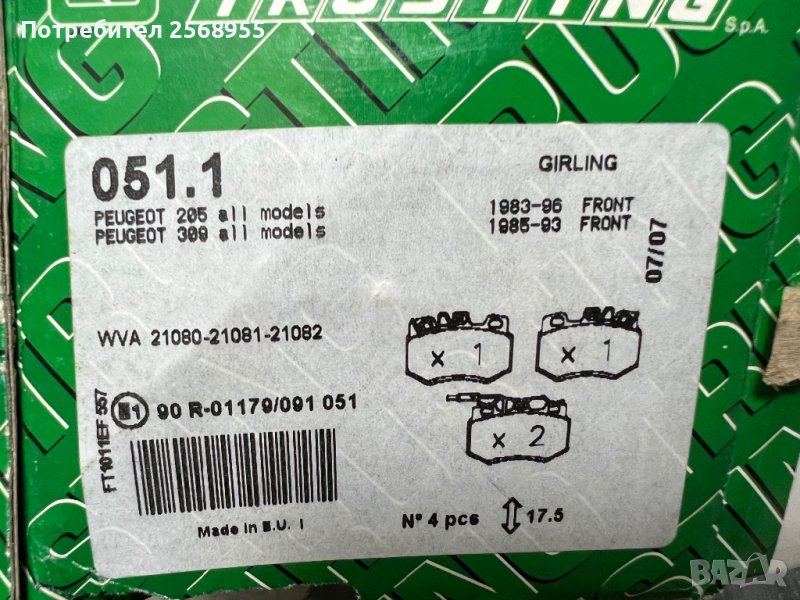 Потребител 2568955
TRUSTING
S.p.A.
051.1
GIRLING
PEUGEOT 205 all models
1983-96 FRONT
PEUGEOT 309 all models
1985-93 FRONT
07/07
WVA 21080-21081-21082
x 1
x 1
x 2
FT1011EF 557
E1 90 R-01179/091 051
Made in E.U. I
N° 4 pcs
17.5
BAZAR